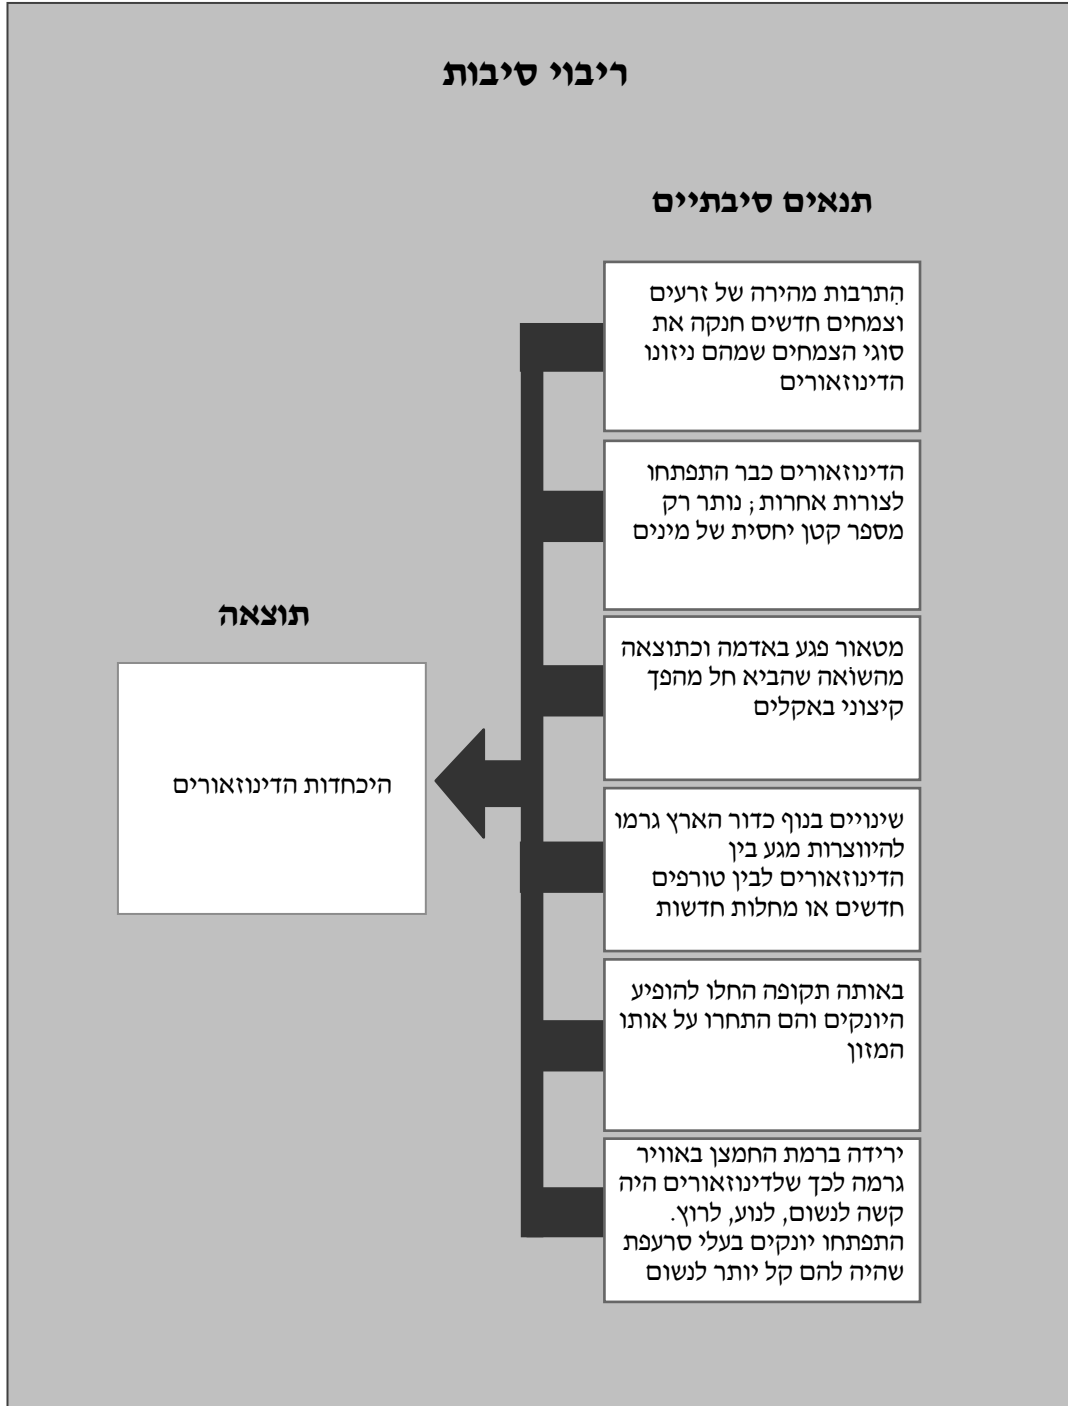 ריבוי סיבות
תנאים סיבתיים
הִתרבות מהירה של זרעים
וצמחים חדשים חנקה את
סוגי הצמחים שמהם ניזונו
הדינוזאורים
הדינוזאורים כבר התפתחו
לצורות אחרות; נותר רק
מספר קטן יחסית של מינים
מטאור פגע באדמה וכתוצאה
מהשוֹאה שהביא חל מהפך
קיצוני באקלים
שינויים בנוף כדור הארץ גרמו
להיווצרות מגע בין
הדינוזאורים לבין טורפים
חדשים או מחלות חדשות
באותה תקופה החלו להופיע
היונקים והם התחרו על אותו
המזון
ירידה ברמת החמצן באוויר
גרמה לכך שלדינוזאורים היה
קשה לנשום, לנוע, לרוץ.
התפתחו יונקים בעלי סרעפת
שהיה להם קל יותר לנשום
תוצאה
היכחדות הדינוזאורים